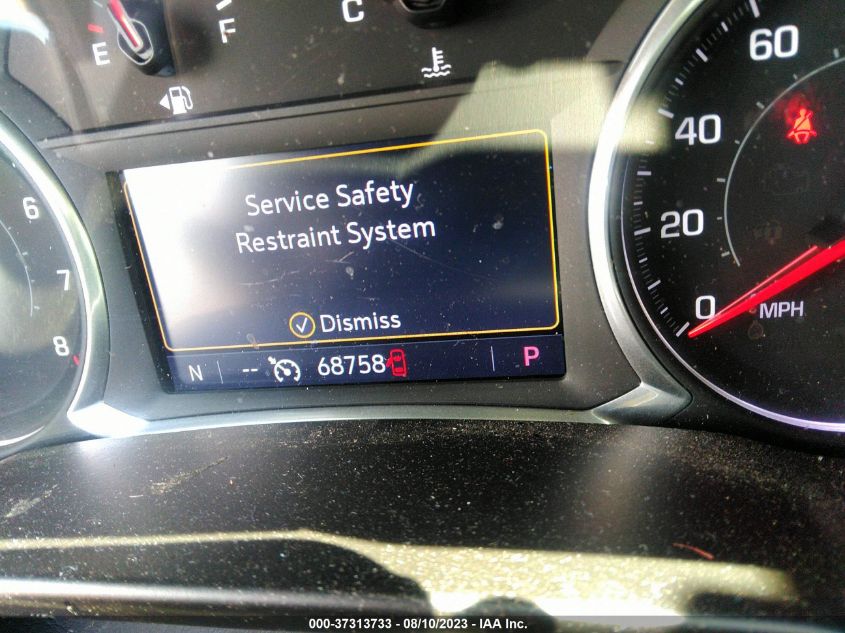 E
F
C
60
40
20
0
MPH
6
7
8
Service Safety
Restraint System
Dismiss
N -- 68758 P
000-37313733 - 08/10/2023 - IAA Inc.